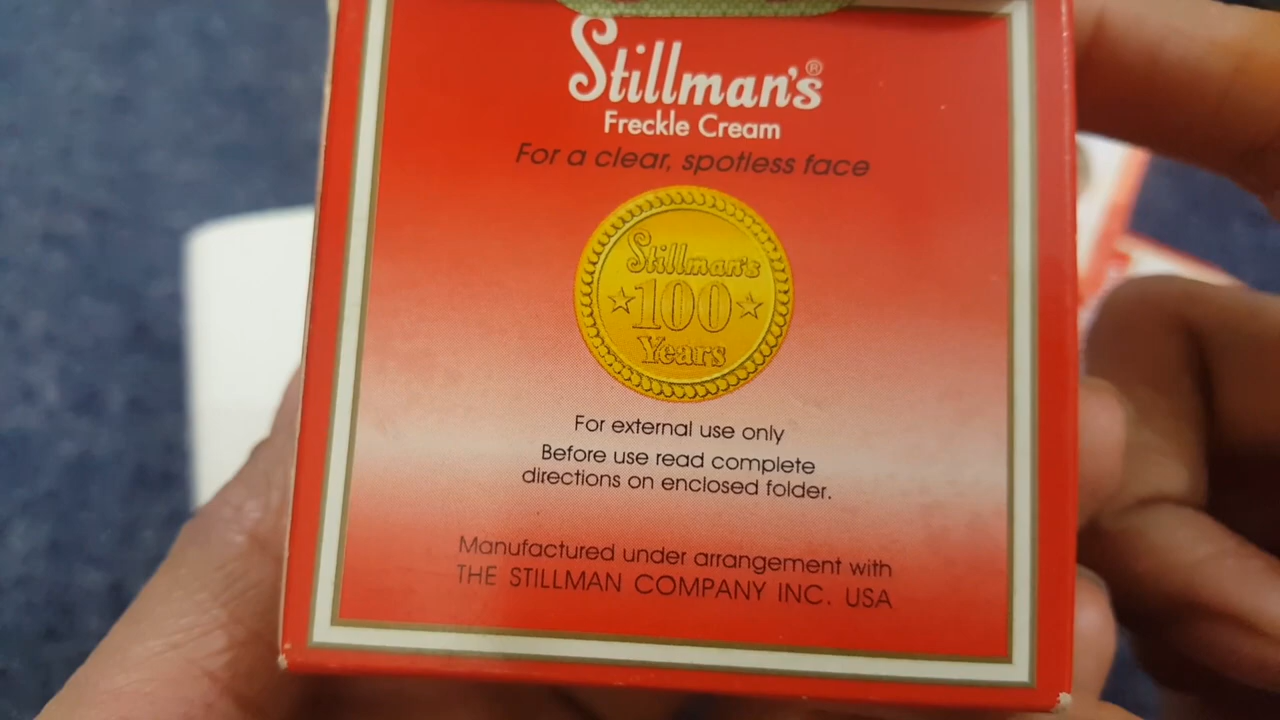 Stillman's®
Freckle Cream
For a clear, spotless face
Stillman's
100
Years
For external use only
Before use read complete
directions on enclosed folder.
Manufactured under arrangement with
THE STILLMAN COMPANY INC. USA